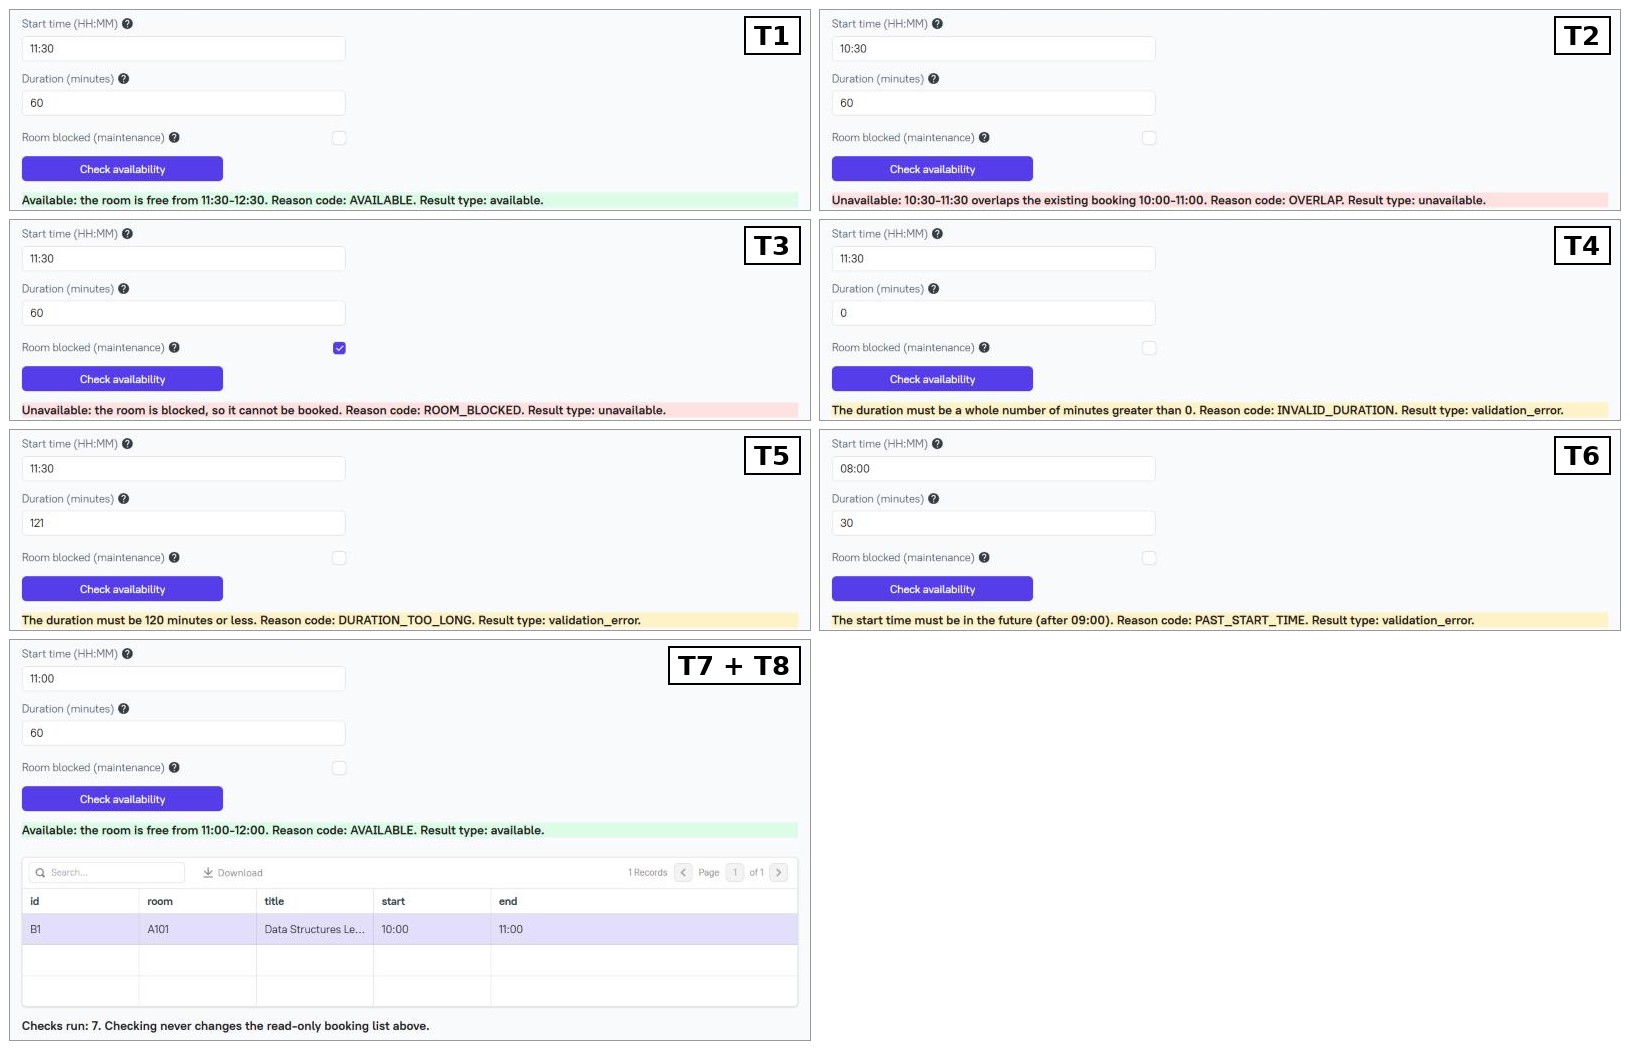 T1
Start time (HH:MM)
11:30
Duration (minutes)
60
Room blocked (maintenance)
Check availability
Available: the room is free from 11:30-12:30. Reason code: AVAILABLE. Result type: available.
T2
Start time (HH:MM)
10:30
Duration (minutes)
60
Room blocked (maintenance)
Check availability
Unavailable: 10:30-11:30 overlaps the existing booking 10:00-11:00. Reason code: OVERLAP. Result type: unavailable.
T3
Start time (HH:MM)
11:30
Duration (minutes)
60
Room blocked (maintenance)
Check availability
Unavailable: the room is blocked, so it cannot be booked. Reason code: ROOM_BLOCKED. Result type: unavailable.
T4
Start time (HH:MM)
11:30
Duration (minutes)
0
Room blocked (maintenance)
Check availability
The duration must be a whole number of minutes greater than 0. Reason code: INVALID_DURATION. Result type: validation_error.
T5
Start time (HH:MM)
11:30
Duration (minutes)
121
Room blocked (maintenance)
Check availability
The duration must be 120 minutes or less. Reason code: DURATION_TOO_LONG. Result type: validation_error.
T6
Start time (HH:MM)
08:00
Duration (minutes)
30
Room blocked (maintenance)
Check availability
The start time must be in the future (after 09:00). Reason code: PAST_START_TIME. Result type: validation_error.
T7 + T8
Start time (HH:MM)
11:00
Duration (minutes)
60
Room blocked (maintenance)
Check availability
Available: the room is free from 11:00-12:00. Reason code: AVAILABLE. Result type: available.
Search... Download 1 Records Page 1 of 1
id room title start end
B1 A101 Data Structures Le... 10:00 11:00
Checks run: 7. Checking never changes the read-only booking list above.